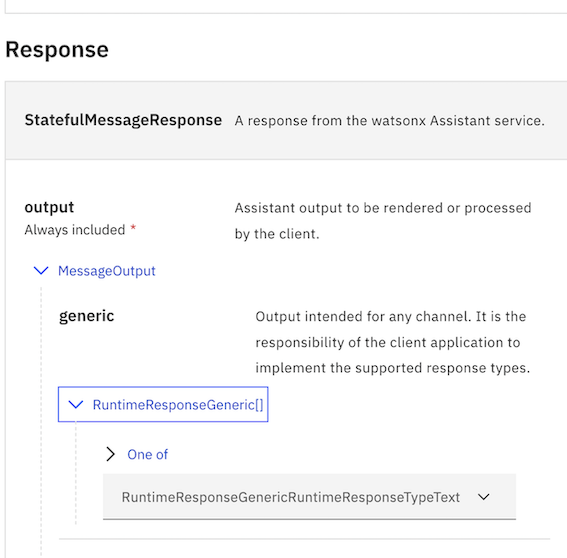 Response
StatefulMessageResponse A response from the watsonx Assistant service.
output Assistant output to be rendered or processed
Always included * by the client.
MessageOutput
generic Output intended for any channel. It is the
responsibility of the client application to
implement the supported response types.
RuntimeResponseGeneric[]
One of
RuntimeResponseGenericRuntimeResponseTypeText